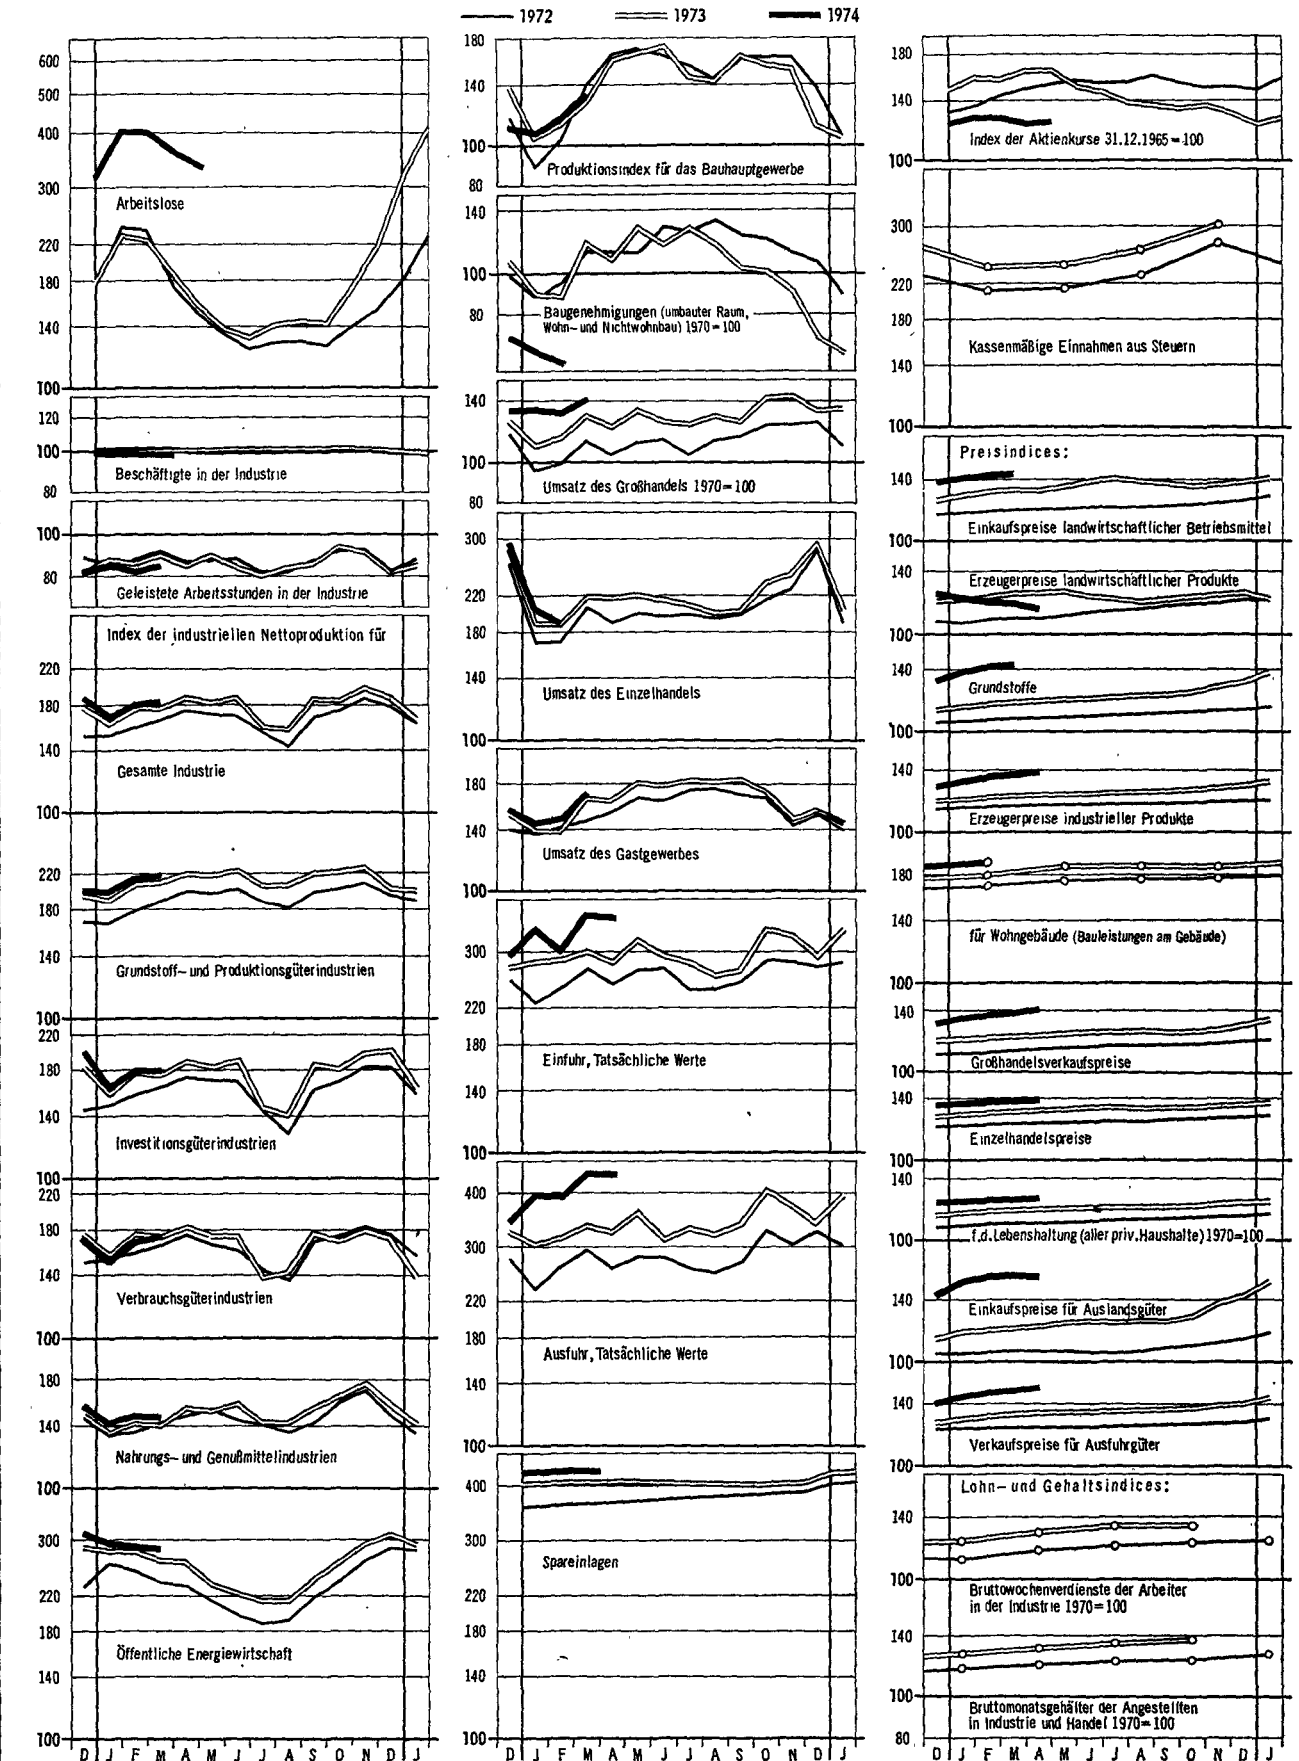 1972 1973 1974
600
500
400
300
220
180
140
100
Arbeitslose
120
100
80
Beschäftigte in der Industrie
100
80
Geleistete Arbeitsstunden in der Industrie
Index der industriellen Nettoproduktion für
220
180
140
100
Gesamte Industrie
220
180
140
100
Grundstoff- und Produktionsgüterindustrien
220
180
140
100
Investitionsgüterindustrien
220
180
140
100
Verbrauchsgüterindustrien
180
140
100
Nahrungs- und Genußmittelindustrien
300
220
180
140
100
Öffentliche Energiewirtschaft
D J F M A M J J A S O N D J
180
140
100
80
Produktionsindex für das Bauhauptgewerbe
140
100
80
Baugenehmigungen (umbauter Raum,
Wohn- und Nichtwohnbau) 1970=100
140
100
80
Umsatz des Großhandels 1970=100
300
220
180
140
100
Umsatz des Einzelhandels
180
140
100
Umsatz des Gastgewerbes
300
220
180
140
100
Einfuhr, Tatsächliche Werte
400
300
220
180
140
100
Ausfuhr, Tatsächliche Werte
400
300
220
180
140
100
Spareinlagen
D J F M A M J J A S O N D J
180
140
100
Index der Aktienkurse 31.12.1965=100
300
220
180
140
100
Kassenmäßige Einnahmen aus Steuern
Preisindices:
140
100
Einkaufspreise landwirtschaftlicher Betriebsmittel
140
100
Erzeugerpreise landwirtschaftlicher Produkte
140
100
Grundstoffe
140
100
Erzeugerpreise industrieller Produkte
180
140
100
für Wohngebäude (Bauleistungen am Gebäude)
140
100
Großhandelsverkaufspreise
140
100
Einzelhandelspreise
140
100
f.d. Lebenshaltung (aller priv. Haushalte) 1970=100
140
100
Einkaufspreise für Auslandsgüter
140
100
Verkaufspreise für Ausfuhrgüter
Lohn- und Gehaltsindices:
140
100
Bruttowochenverdienste der Arbeiter
in der Industrie 1970=100
140
100
80
Bruttomonatsgehälter der Angestellten
in Industrie und Handel 1970=100
D J F M A M J J A S O N D J